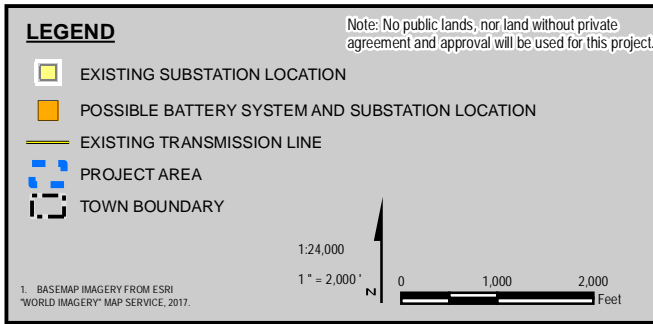 LEGEND
Note: No public lands, nor land without private
agreement and approval will be used for this project.
EXISTING SUBSTATION LOCATION
POSSIBLE BATTERY SYSTEM AND SUBSTATION LOCATION
EXISTING TRANSMISSION LINE
PROJECT AREA
TOWN BOUNDARY
1:24,000
1 " = 2,000 '
N
0 1,000 2,000
Feet
1. BASEMAP IMAGERY FROM ESRI
"WORLD IMAGERY" MAP SERVICE, 2017.